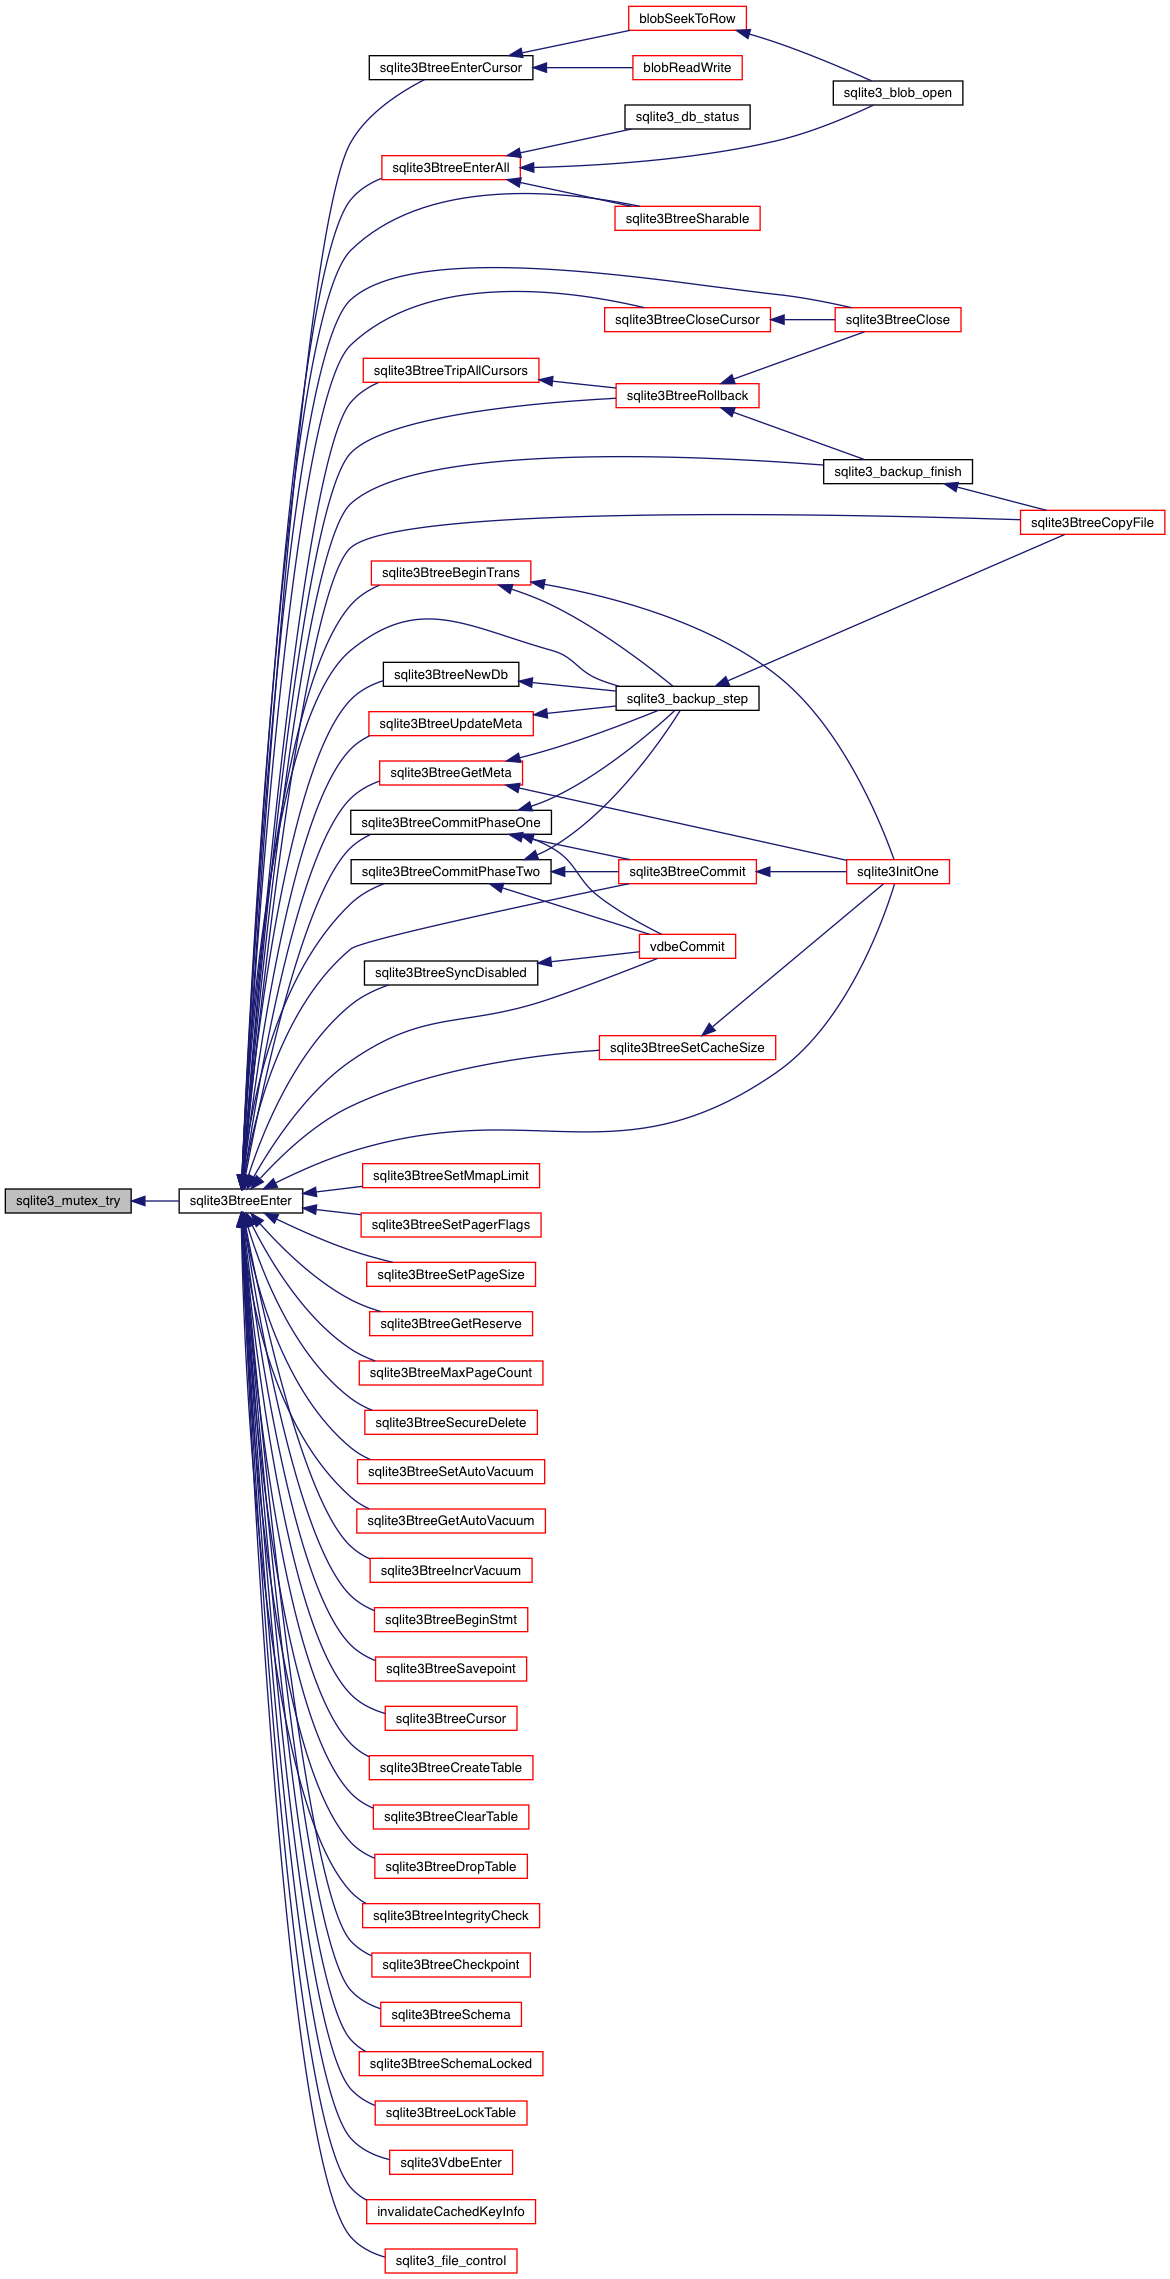 blobSeekToRow
sqlite3BtreeEnterCursor
blobReadWrite
sqlite3_blob_open
sqlite3_db_status
sqlite3BtreeEnterAll
sqlite3BtreeSharable
sqlite3BtreeCloseCursor
sqlite3BtreeClose
sqlite3BtreeTripAllCursors
sqlite3BtreeRollback
sqlite3_backup_finish
sqlite3BtreeCopyFile
sqlite3BtreeBeginTrans
sqlite3BtreeNewDb
sqlite3_backup_step
sqlite3BtreeUpdateMeta
sqlite3BtreeGetMeta
sqlite3BtreeCommitPhaseOne
sqlite3BtreeCommitPhaseTwo
sqlite3BtreeCommit
sqlite3InitOne
vdbeCommit
sqlite3BtreeSyncDisabled
sqlite3BtreeSetCacheSize
sqlite3BtreeSetMmapLimit
sqlite3_mutex_try
sqlite3BtreeEnter
sqlite3BtreeSetPagerFlags
sqlite3BtreeSetPageSize
sqlite3BtreeGetReserve
sqlite3BtreeMaxPageCount
sqlite3BtreeSecureDelete
sqlite3BtreeSetAutoVacuum
sqlite3BtreeGetAutoVacuum
sqlite3BtreeIncrVacuum
sqlite3BtreeBeginStmt
sqlite3BtreeSavepoint
sqlite3BtreeCursor
sqlite3BtreeCreateTable
sqlite3BtreeClearTable
sqlite3BtreeDropTable
sqlite3BtreeIntegrityCheck
sqlite3BtreeCheckpoint
sqlite3BtreeSchema
sqlite3BtreeSchemaLocked
sqlite3BtreeLockTable
sqlite3VdbeEnter
invalidateCachedKeyInfo
sqlite3_file_control